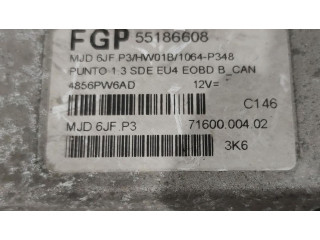 FGP 55186608
MJD 6JF.P3/HW01B/1064-P348
PUNTO 1.3 SDE EU4 EOBD B_CAN
4856PW6AD 12V=
C146
MJD 6JF.P3 71600.004.02
3K6